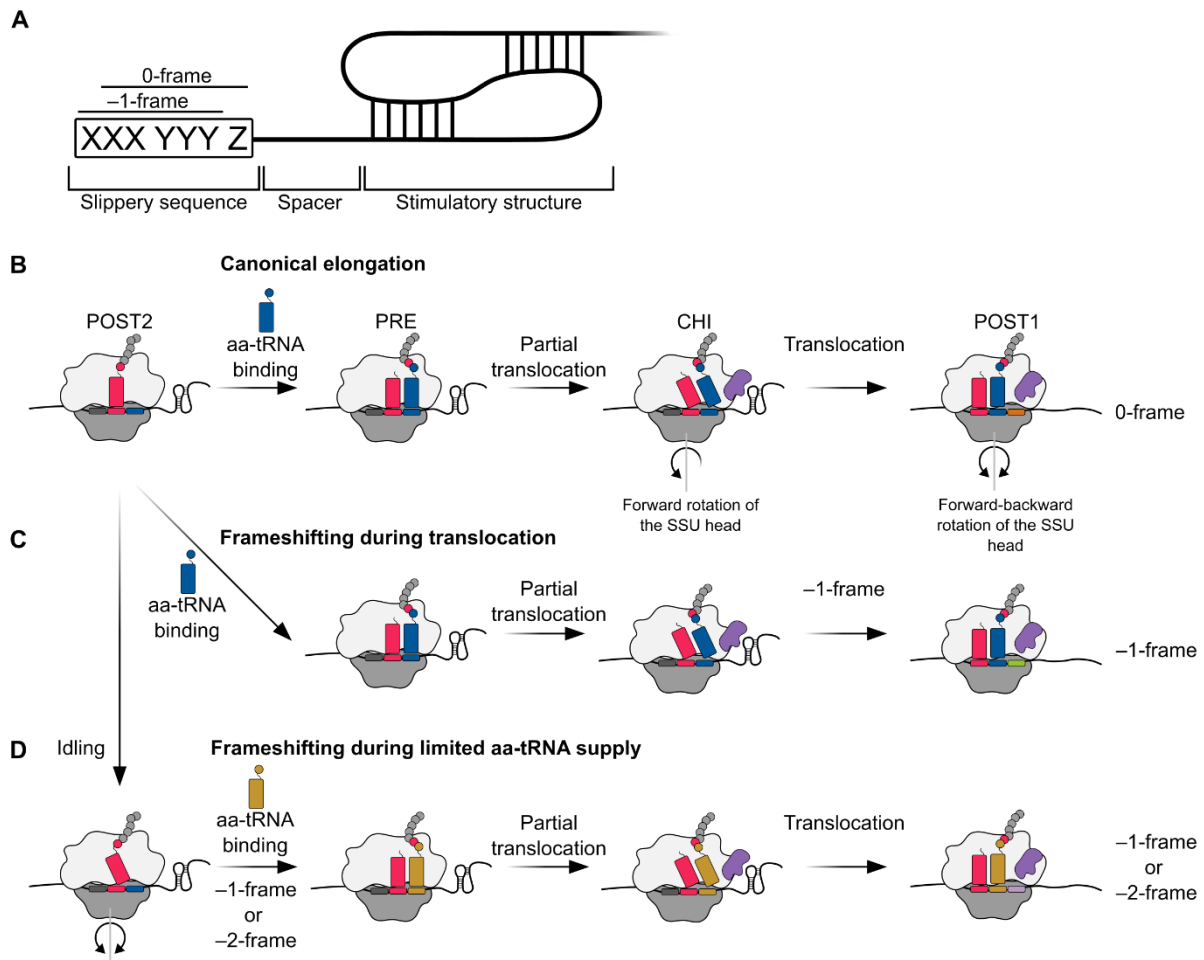 A
0-frame
–1-frame
XXX YYY Z
Slippery sequence
Spacer
Stimulatory structure
B
Canonical elongation
POST2
aa-tRNA
binding
PRE
Partial
translocation
CHI
Translocation
POST1
0-frame
Forward rotation of
the SSU head
Forward-backward
rotation of the SSU
head
C
Frameshifting during translocation
aa-tRNA
binding
Partial
translocation
–1-frame
–1-frame
D
Idling
Frameshifting during limited aa-tRNA supply
aa-tRNA
binding
–1-frame
or
–2-frame
Partial
translocation
Translocation
–1-frame
or
–2-frame